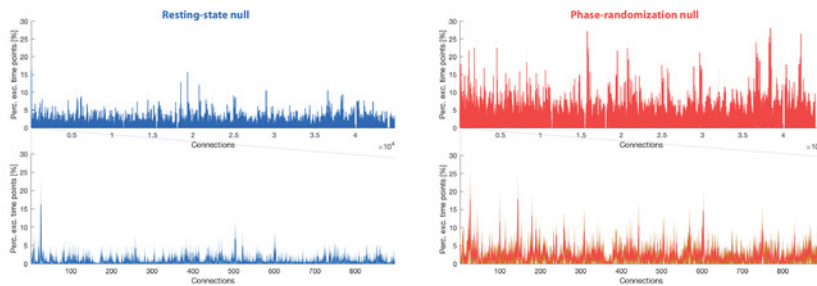 Resting-state null
Perc. exc. time points [%]
30
25
20
15
10
5
0
0.5 1 1.5 2 2.5 3 3.5 4
Connections
×10⁴
Perc. exc. time points [%]
30
25
20
15
10
5
0
100 200 300 400 500 600 700 800
Connections
Phase-randomization null
Perc. exc. time points [%]
30
25
20
15
10
5
0
0.5 1 1.5 2 2.5 3 3.5 4
Connections
×10⁴
Perc. exc. time points [%]
30
25
20
15
10
5
0
100 200 300 400 500 600 700 800
Connections